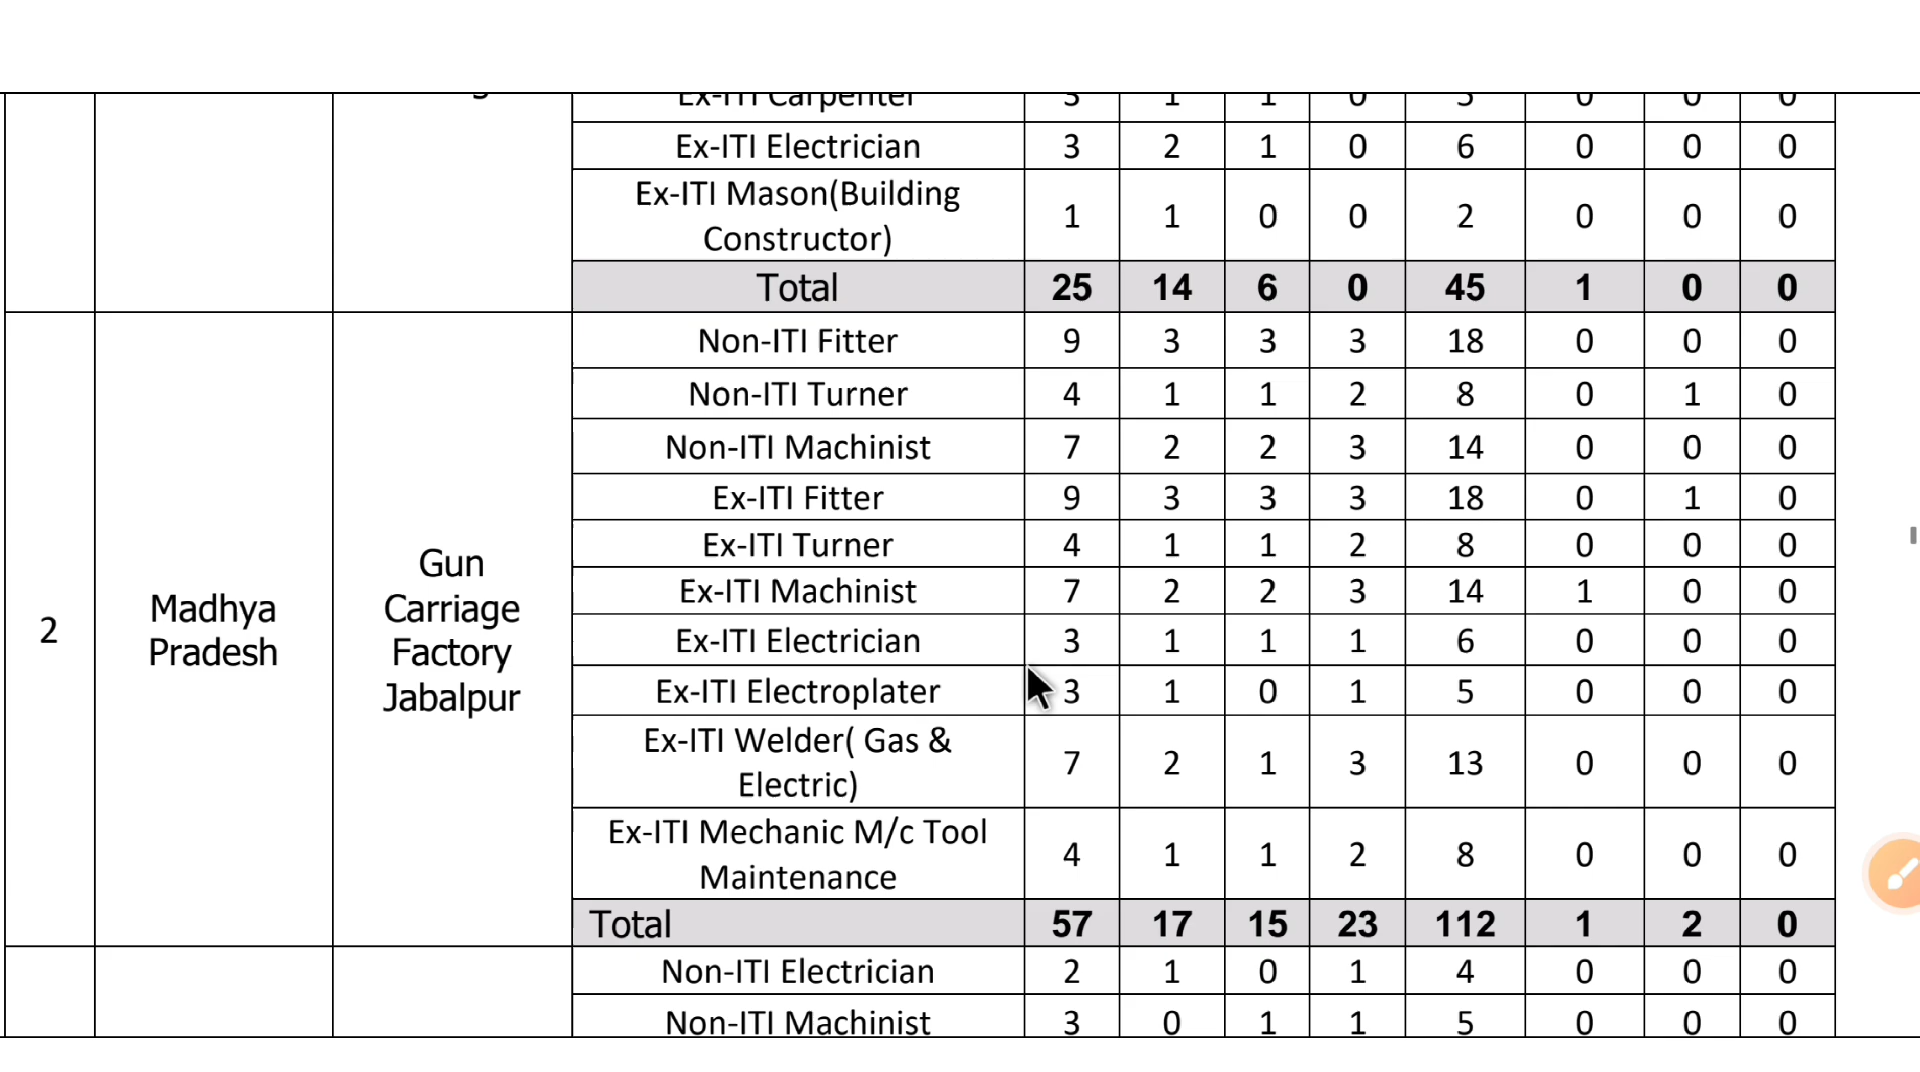 Ex-ITI Carpenter 3 1 1 0 5 0 0 0
Ex-ITI Electrician 3 2 1 0 6 0 0 0
Ex-ITI Mason(Building
Constructor) 1 1 0 0 2 0 0 0
Total 25 14 6 0 45 1 0 0
2
Madhya
Pradesh
Gun
Carriage
Factory
Jabalpur
Non-ITI Fitter 9 3 3 3 18 0 0 0
Non-ITI Turner 4 1 1 2 8 0 1 0
Non-ITI Machinist 7 2 2 3 14 0 0 0
Ex-ITI Fitter 9 3 3 3 18 0 1 0
Ex-ITI Turner 4 1 1 2 8 0 0 0
Ex-ITI Machinist 7 2 2 3 14 1 0 0
Ex-ITI Electrician 3 1 1 1 6 0 0 0
Ex-ITI Electroplater 3 1 0 1 5 0 0 0
Ex-ITI Welder( Gas &
Electric) 7 2 1 3 13 0 0 0
Ex-ITI Mechanic M/c Tool
Maintenance 4 1 1 2 8 0 0 0
Total 57 17 15 23 112 1 2 0
Non-ITI Electrician 2 1 0 1 4 0 0 0
Non-ITI Machinist 3 0 1 1 5 0 0 0